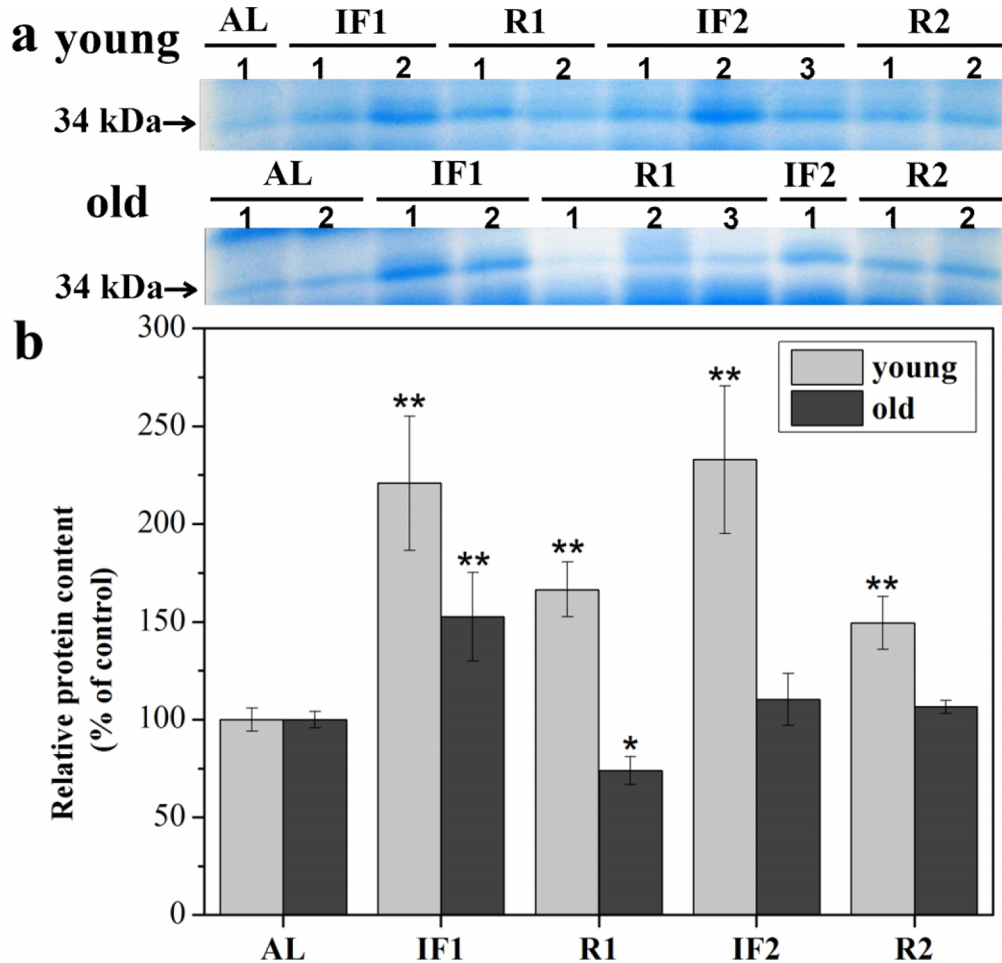 a young
AL IF1 R1 IF2 R2
1 1 2 1 2 1 2 3 1 2
34 kDa→
old
AL IF1 R1 IF2 R2
1 2 1 2 1 2 3 1 1 2
34 kDa→
b
300
250
200
150
100
50
0
Relative protein content
(% of control)
young
old
**
**
**
*
**
**
AL IF1 R1 IF2 R2